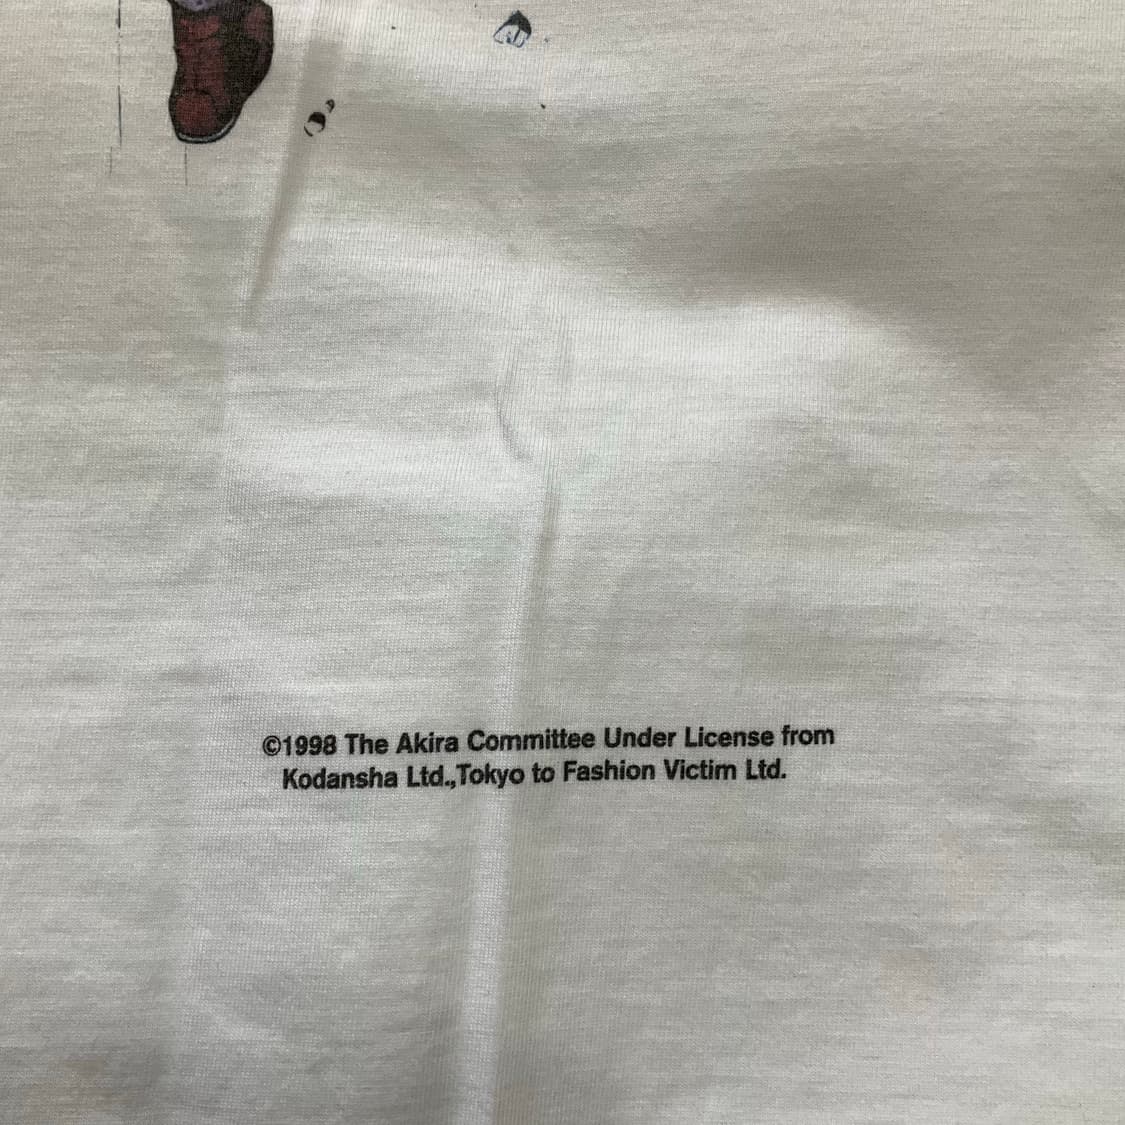 ©1998 The Akira Committee Under License from
Kodansha Ltd.,Tokyo to Fashion Victim Ltd.